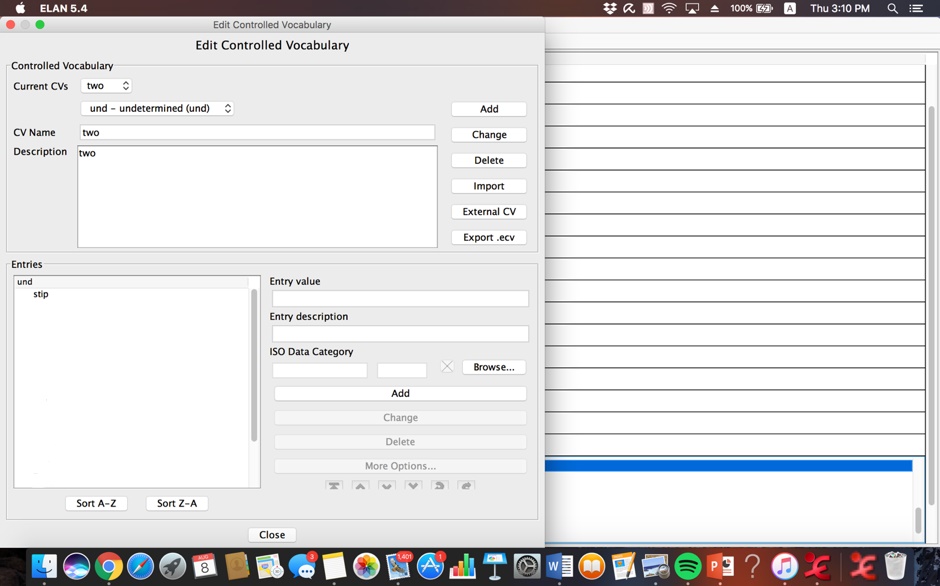 ELAN 5.4
100%
A
Thu 3:10 PM
Edit Controlled Vocabulary
Edit Controlled Vocabulary
Controlled Vocabulary
Current CVs two
und - undetermined (und)
Add
CV Name two
Change
Description two
Delete
Import
External CV
Export .ecv
Entries
und
stip
Entry value
Entry description
ISO Data Category
Browse...
Add
Change
Delete
More Options...
Sort A-Z
Sort Z-A
Close
AUG
8
3
1,401
1
W
P
?